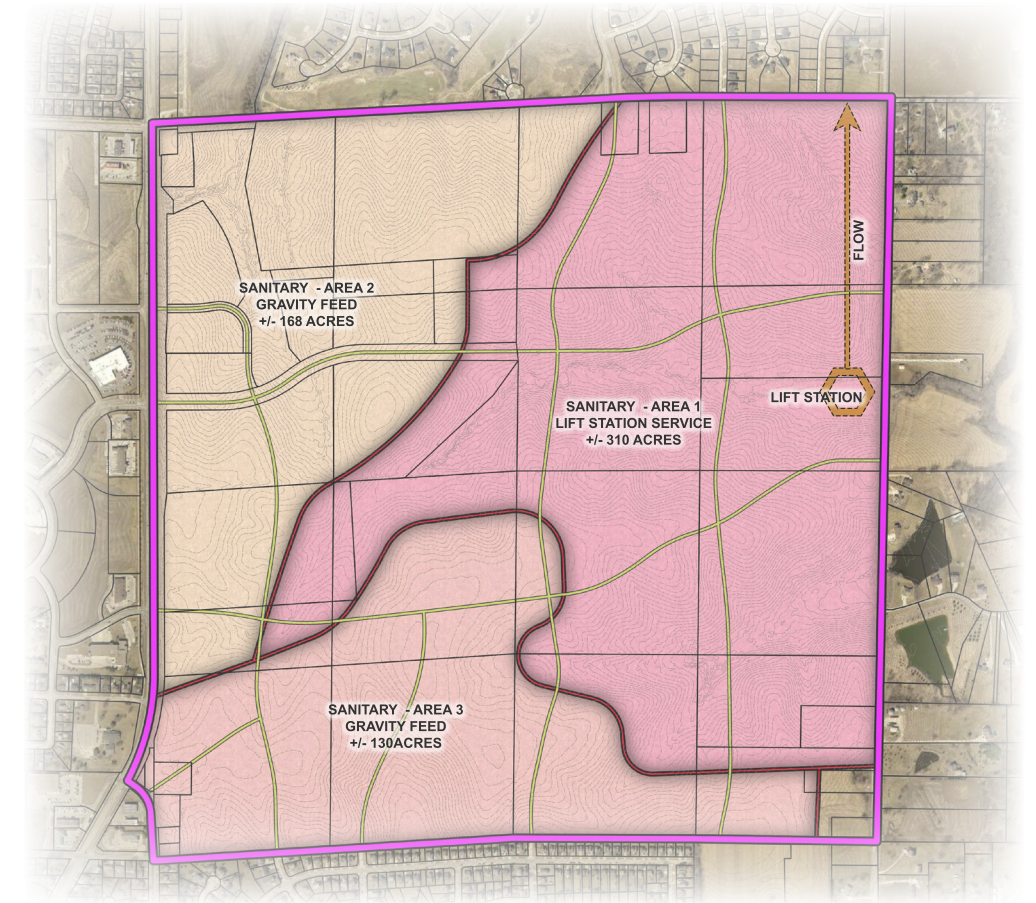 FLOW
SANITARY - AREA 2
GRAVITY FEED
+/- 168 ACRES
LIFT STATION
SANITARY - AREA 1
LIFT STATION SERVICE
+/- 310 ACRES
SANITARY - AREA 3
GRAVITY FEED
+/- 130ACRES